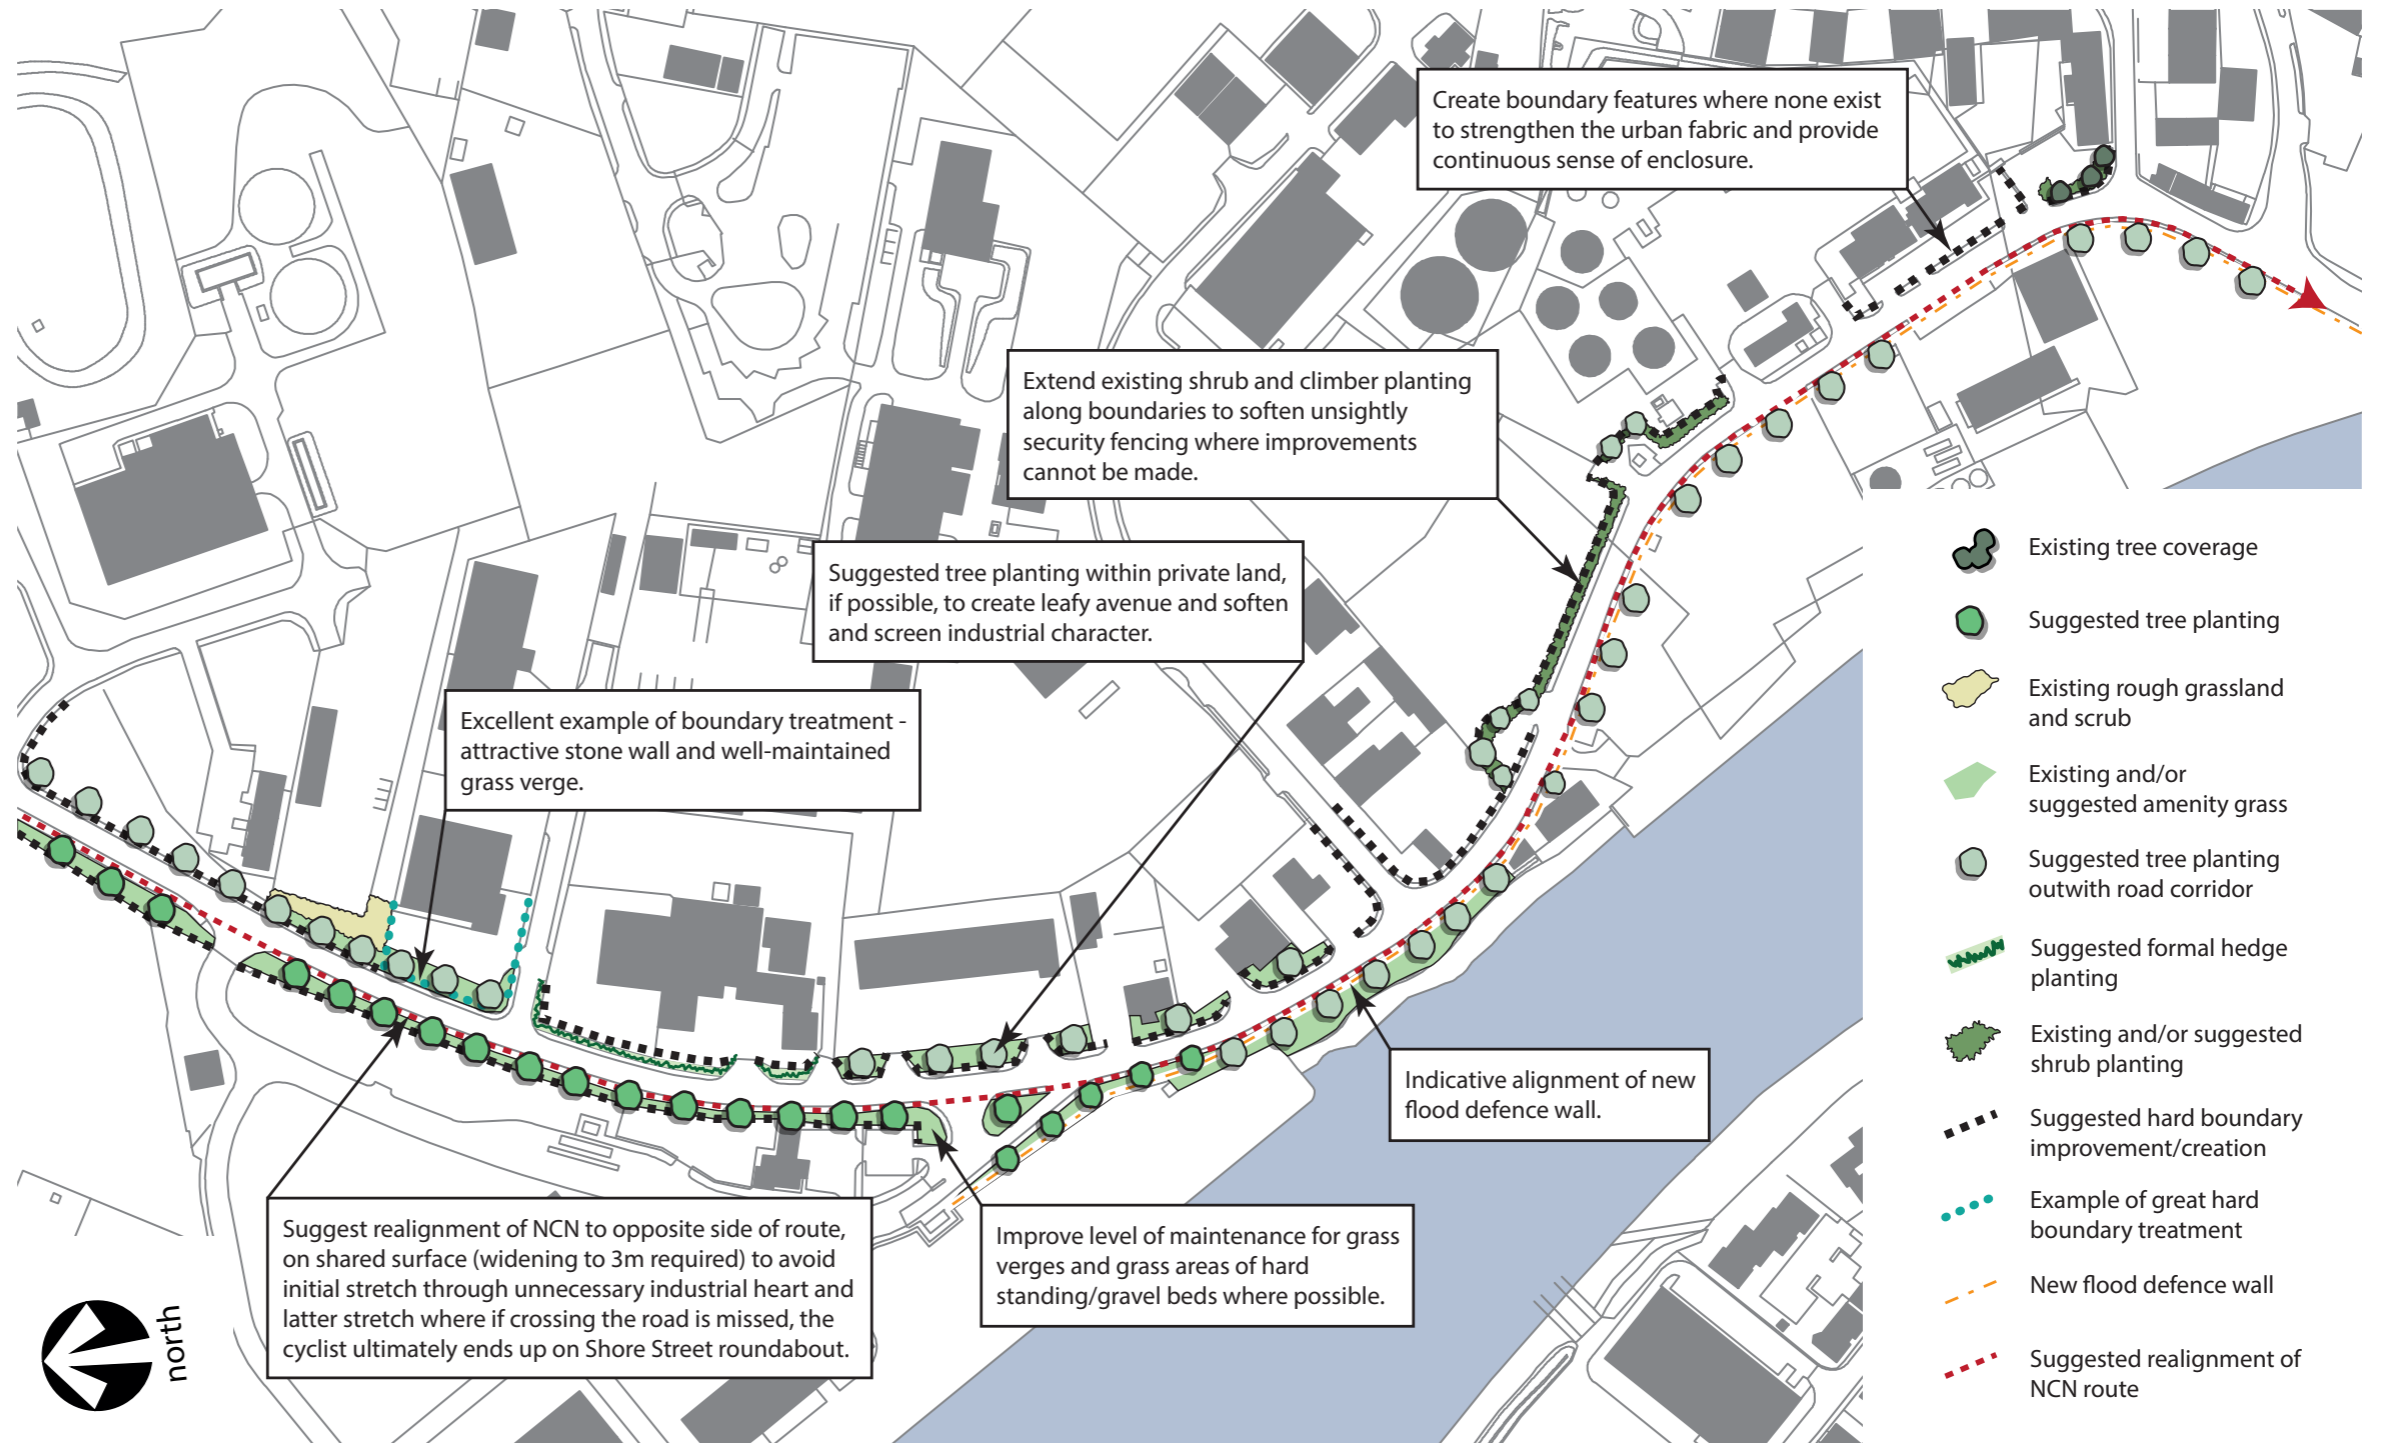 Create boundary features where none exist
to strengthen the urban fabric and provide
continuous sense of enclosure.
Extend existing shrub and climber planting
along boundaries to soften unsightly
security fencing where improvements
cannot be made.
Suggested tree planting within private land,
if possible, to create leafy avenue and soften
and screen industrial character.
Excellent example of boundary treatment -
attractive stone wall and well-maintained
grass verge.
Indicative alignment of new
flood defence wall.
Suggest realignment of NCN to opposite side of route,
on shared surface (widening to 3m required) to avoid
initial stretch through unnecessary industrial heart and
latter stretch where if crossing the road is missed, the
cyclist ultimately ends up on Shore Street roundabout.
Improve level of maintenance for grass
verges and grass areas of hard
standing/gravel beds where possible.
north
Existing tree coverage
Suggested tree planting
Existing rough grassland
and scrub
Existing and/or
suggested amenity grass
Suggested tree planting
outwith road corridor
Suggested formal hedge
planting
Existing and/or suggested
shrub planting
Suggested hard boundary
improvement/creation
Example of great hard
boundary treatment
New flood defence wall
Suggested realignment of
NCN route